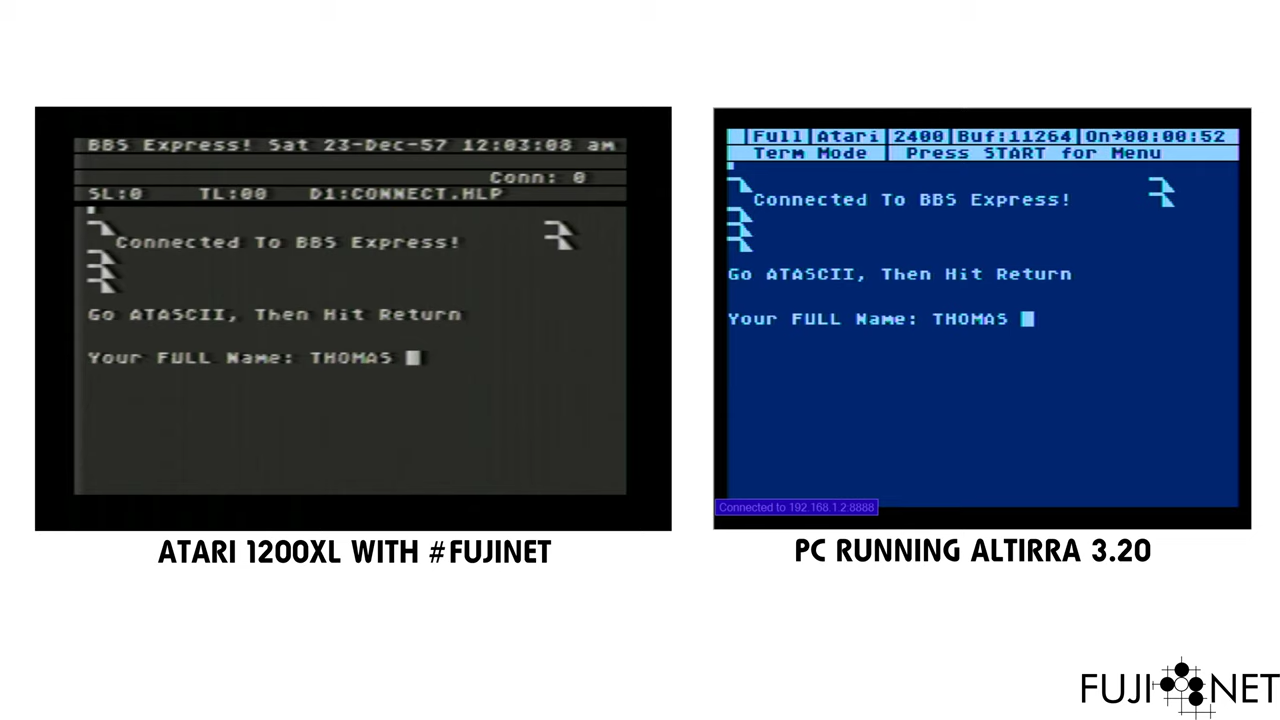 BBS Express! Sat 23-Dec-57 12:03:08 am
Conn: 0
SL:0 TL:00 D1:CONNECT.HLP
Connected To BBS Express!
Go ATASCII, Then Hit Return
Your FULL Name: THOMAS
ATARI 1200XL WITH #FUJINET
Full Atari 2400 Buf:11264 On→00:00:52
Term Mode Press START for Menu
Connected To BBS Express!
Go ATASCII, Then Hit Return
Your FULL Name: THOMAS
Connected to 192.168.1.2:8888
PC RUNNING ALTIRRA 3.20
FUJINET